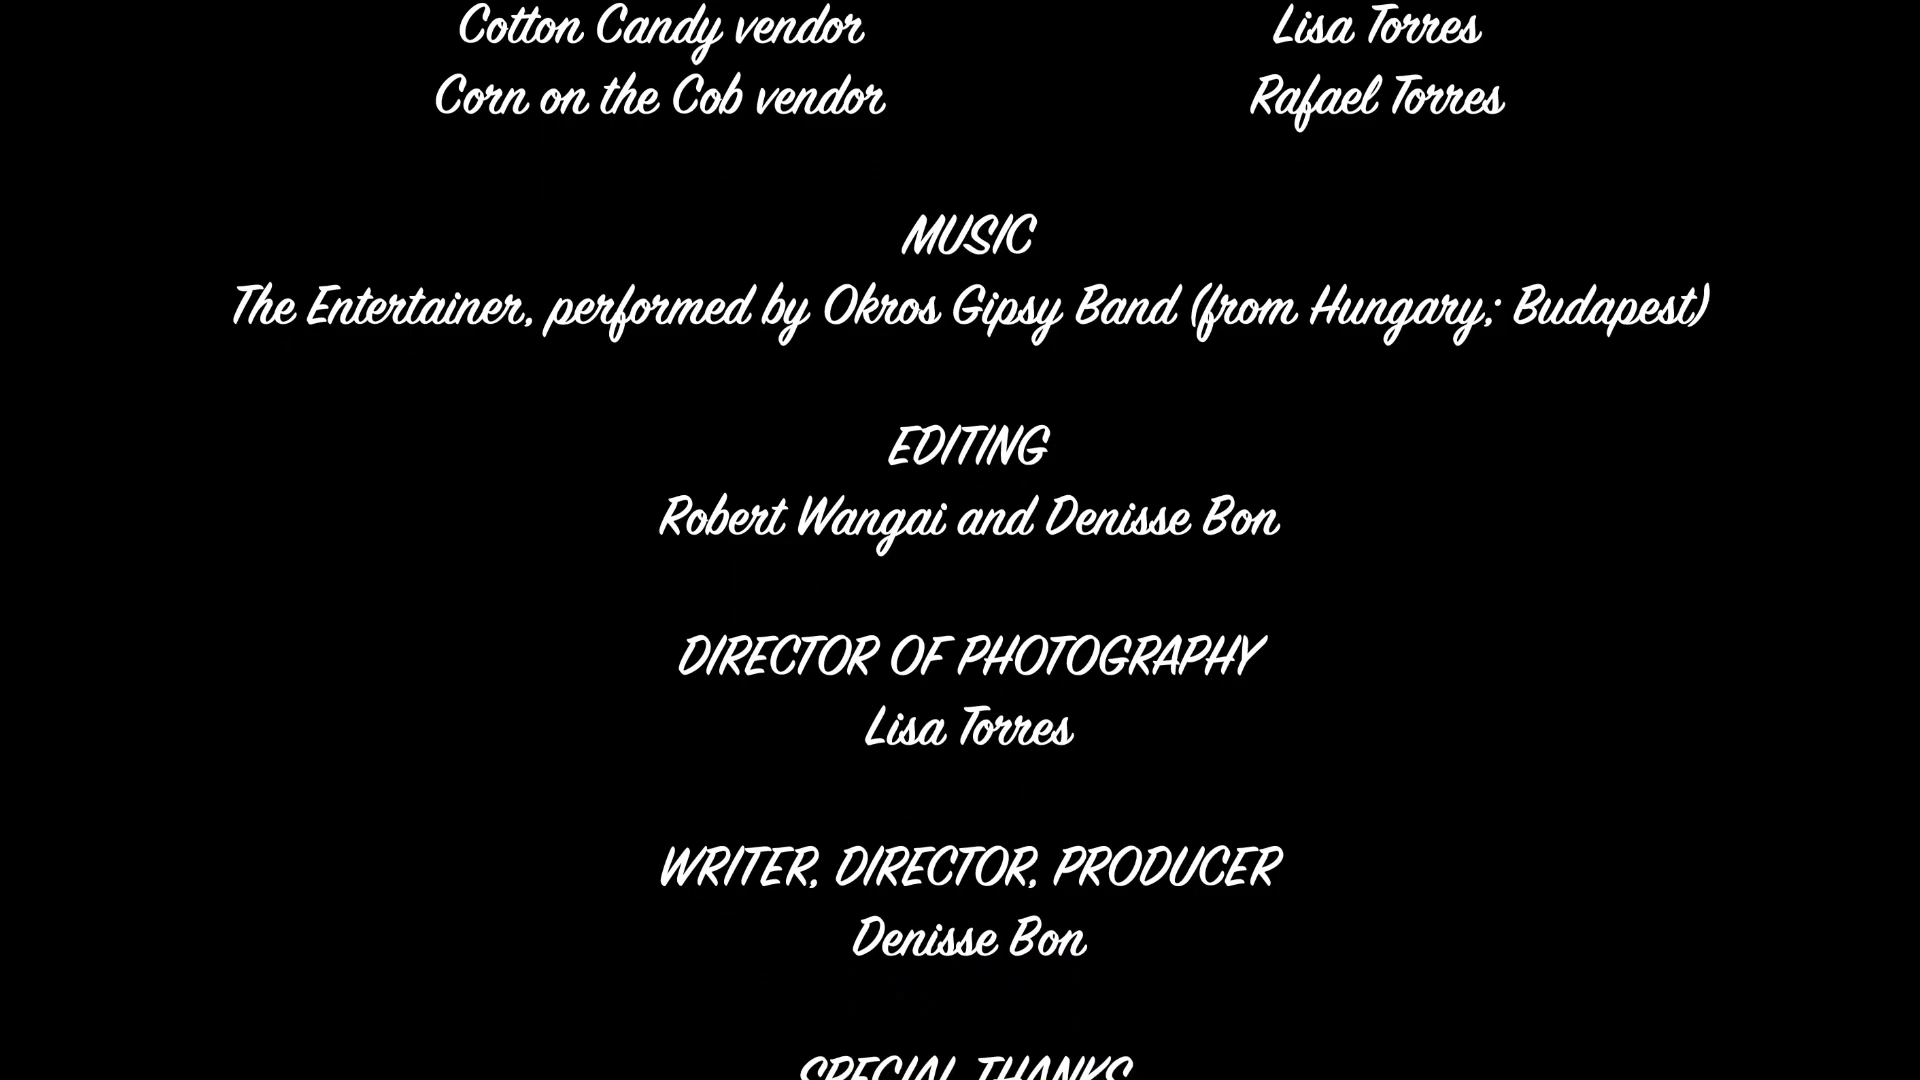 Cotton Candy vendor Lisa Torres
Corn on the Cob vendor Rafael Torres
MUSIC
The Entertainer, performed by Okros Gipsy Band (from Hungary; Budapest)
EDITING
Robert Wangai and Denisse Bon
DIRECTOR OF PHOTOGRAPHY
Lisa Torres
WRITER, DIRECTOR, PRODUCER
Denisse Bon
SPECIAL THANKS